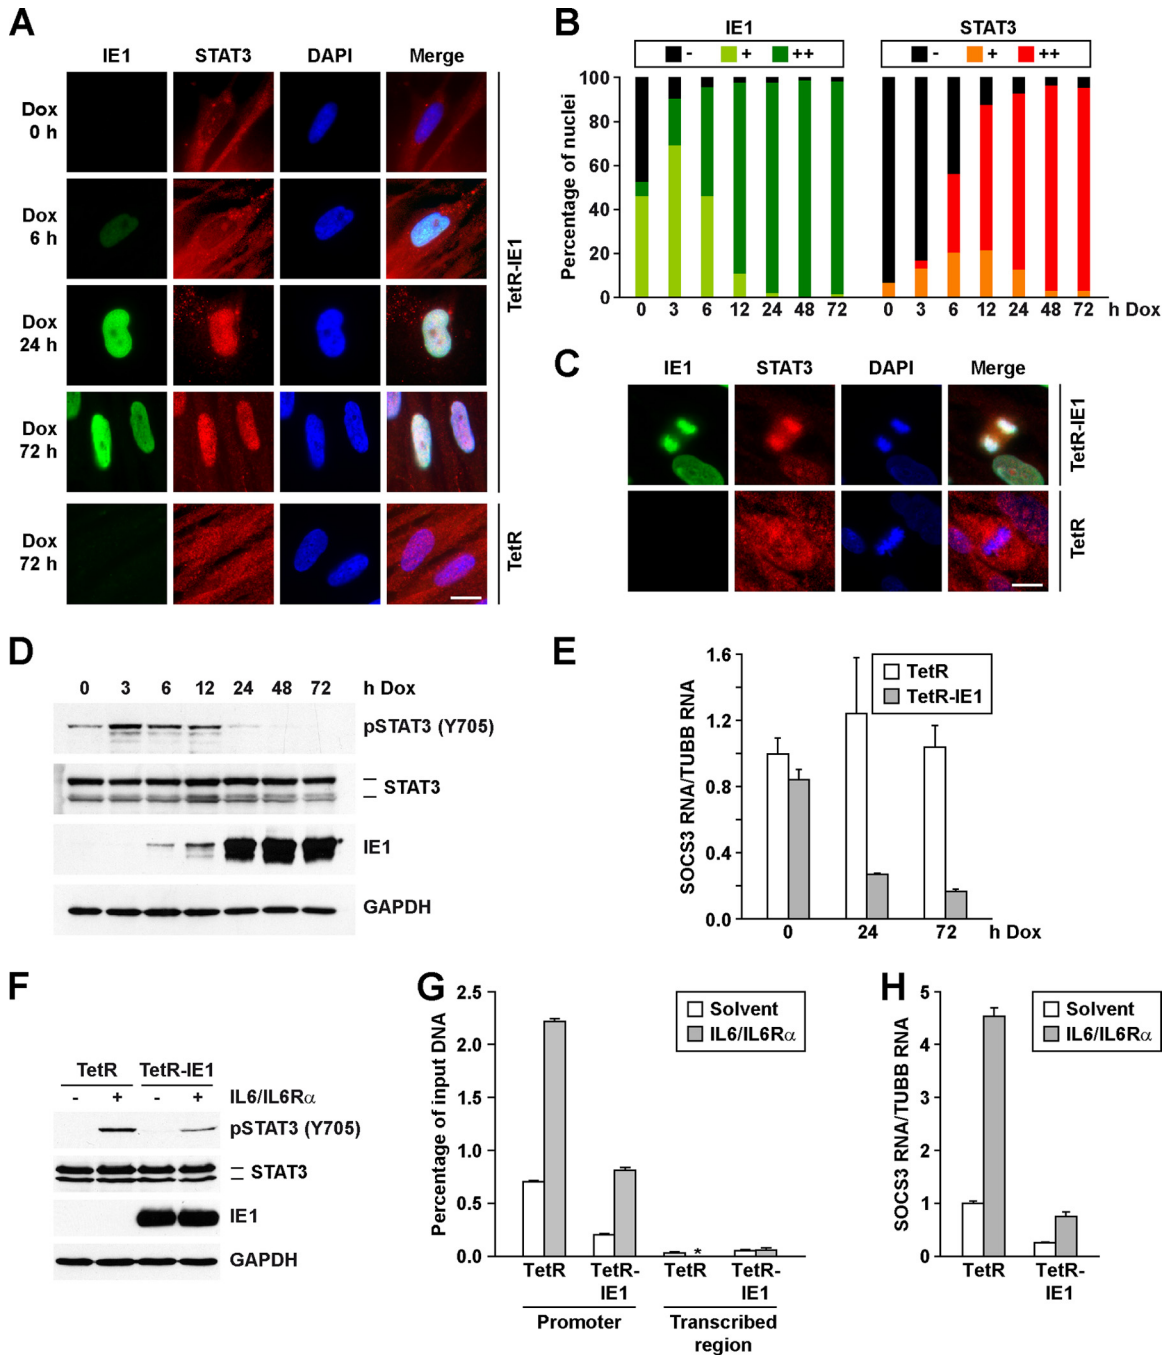 A
IE1 STAT3 DAPI Merge
Dox
0 h
Dox
6 h
Dox
24 h
Dox
72 h
Dox
72 h
TetR-IE1
TetR
B
IE1
- + ++
STAT3
- + ++
Percentage of nuclei
100
80
60
40
20
0
0 3 6 12 24 48 72
0 3 6 12 24 48 72 h Dox
C
IE1 STAT3 DAPI Merge
TetR-IE1
TetR
D
0 3 6 12 24 48 72 h Dox
pSTAT3 (Y705)
STAT3
IE1
GAPDH
E
SOCS3 RNA/TUBB RNA
1.6
1.2
0.8
0.4
0.0
TetR
TetR-IE1
0 24 72 h Dox
F
TetR TetR-IE1
- + - + IL6/IL6Rα
pSTAT3 (Y705)
STAT3
IE1
GAPDH
G
Percentage of input DNA
2.5
2.0
1.5
1.0
0.5
0.0
Solvent
IL6/IL6Rα
*
TetR TetR-IE1 TetR TetR-IE1
Promoter Transcribed region
H
SOCS3 RNA/TUBB RNA
5
4
3
2
1
0
Solvent
IL6/IL6Rα
TetR TetR-IE1